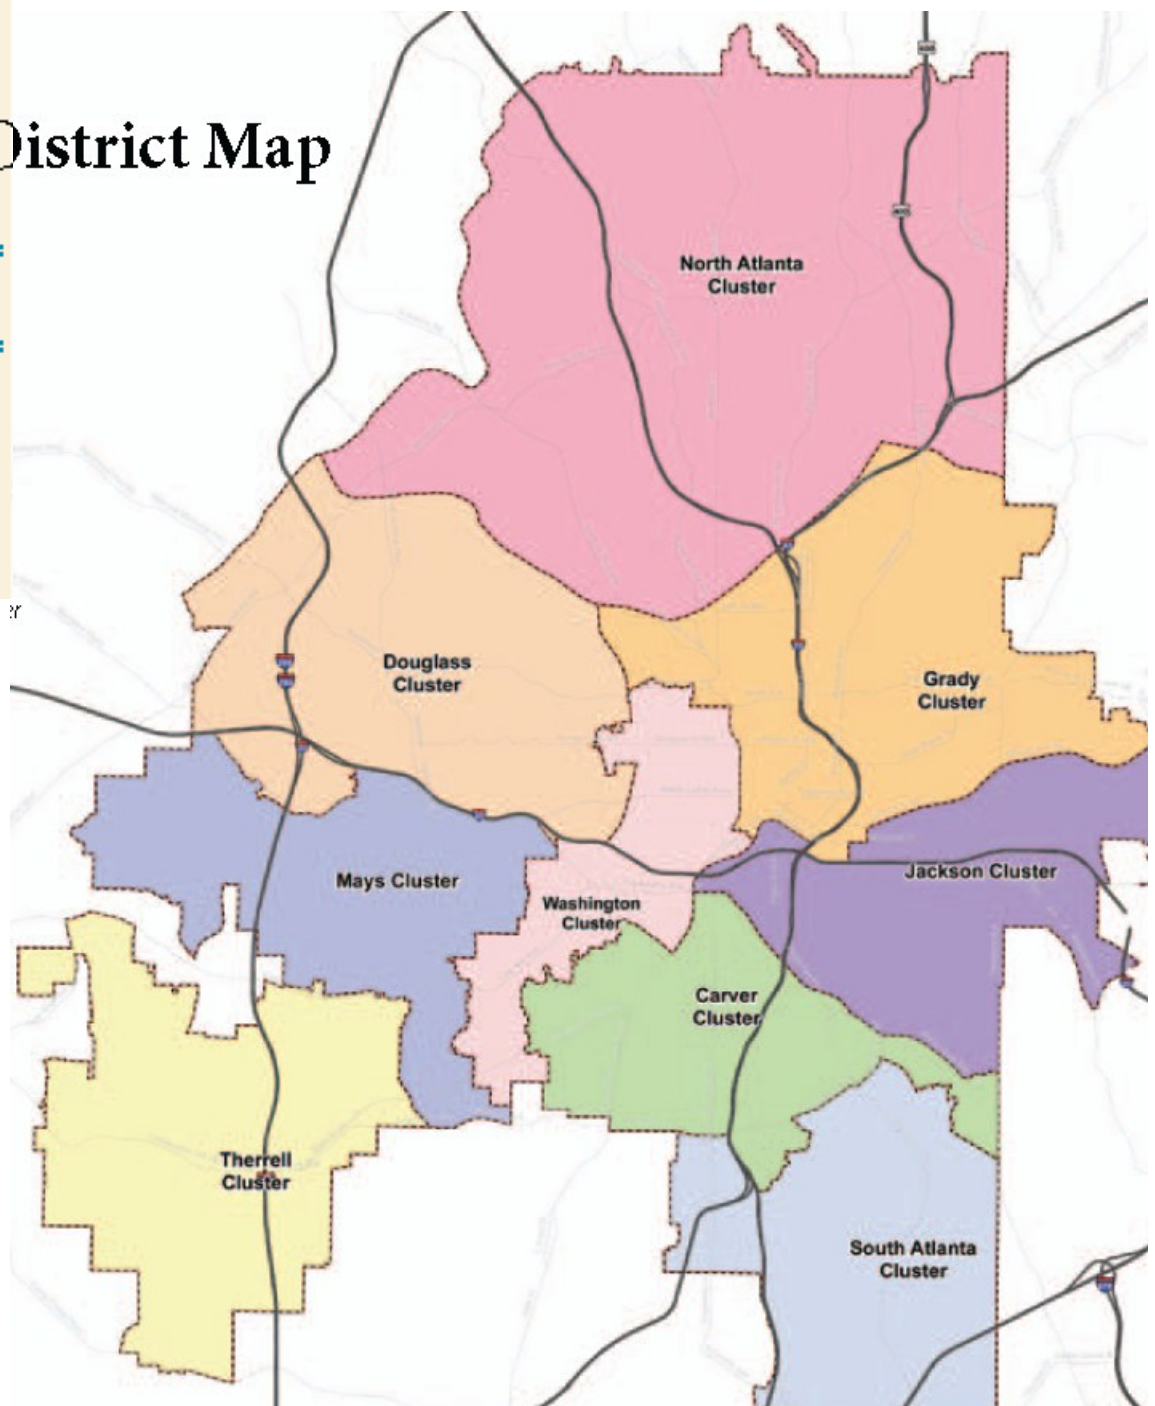 District Map
er
North Atlanta
Cluster
Douglass
Cluster
Grady
Cluster
Mays Cluster
Jackson Cluster
Washington
Cluster
Carver
Cluster
Therrell
Cluster
South Atlanta
Cluster